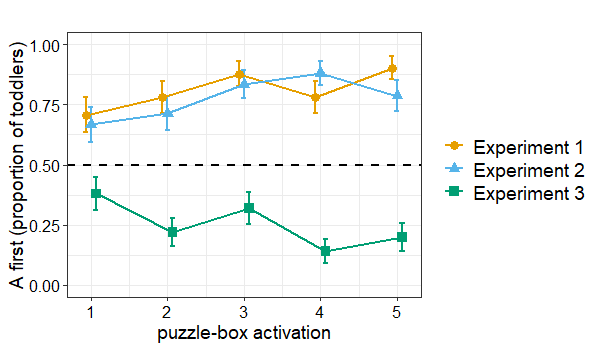 A first (proportion of toddlers)
1.00
0.75
0.50
0.25
0.00
1 2 3 4 5
puzzle-box activation
Experiment 1
Experiment 2
Experiment 3